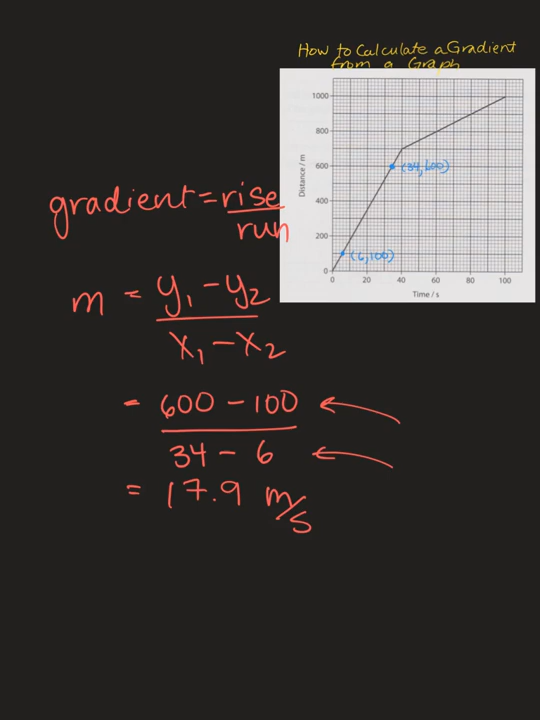 How to Calculate a Gradient
from a Graph
1000
800
600
400
200
0
Distance / m
(34,600)
(6,100)
0 20 40 60 80 100
Time / s
gradient = rise
run
m = y₁ - y₂
x₁ - x₂
= 600 - 100
34 - 6
= 17.9 m/s